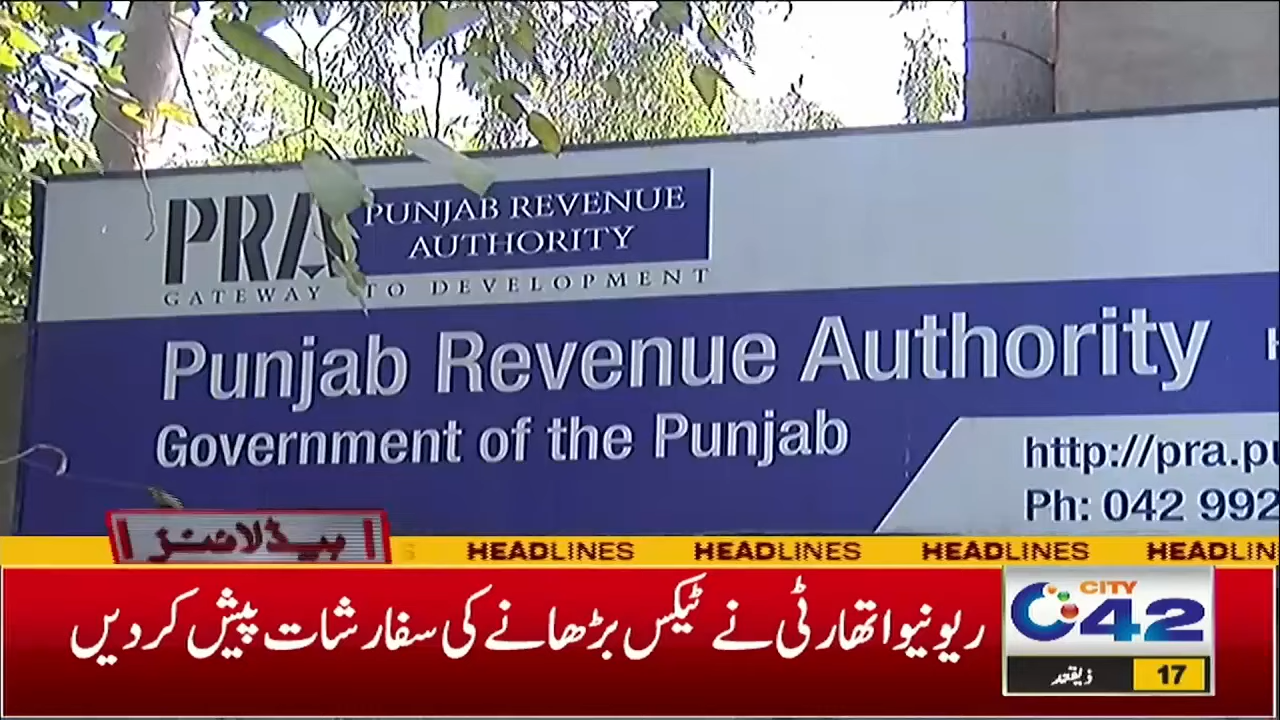 PRA
PUNJAB REVENUE
AUTHORITY
GATEWAY TO DEVELOPMENT
Punjab Revenue Authority
Government of the Punjab
http://pra.pu
Ph: 042 992
ہیڈلائنز
HEADLINES HEADLINES HEADLINES HEADLIN
ریونیو اتھارٹی نے ٹیکس بڑھانے کی سفارشات پیش کر دیں
CITY
42
ذیقعد 17